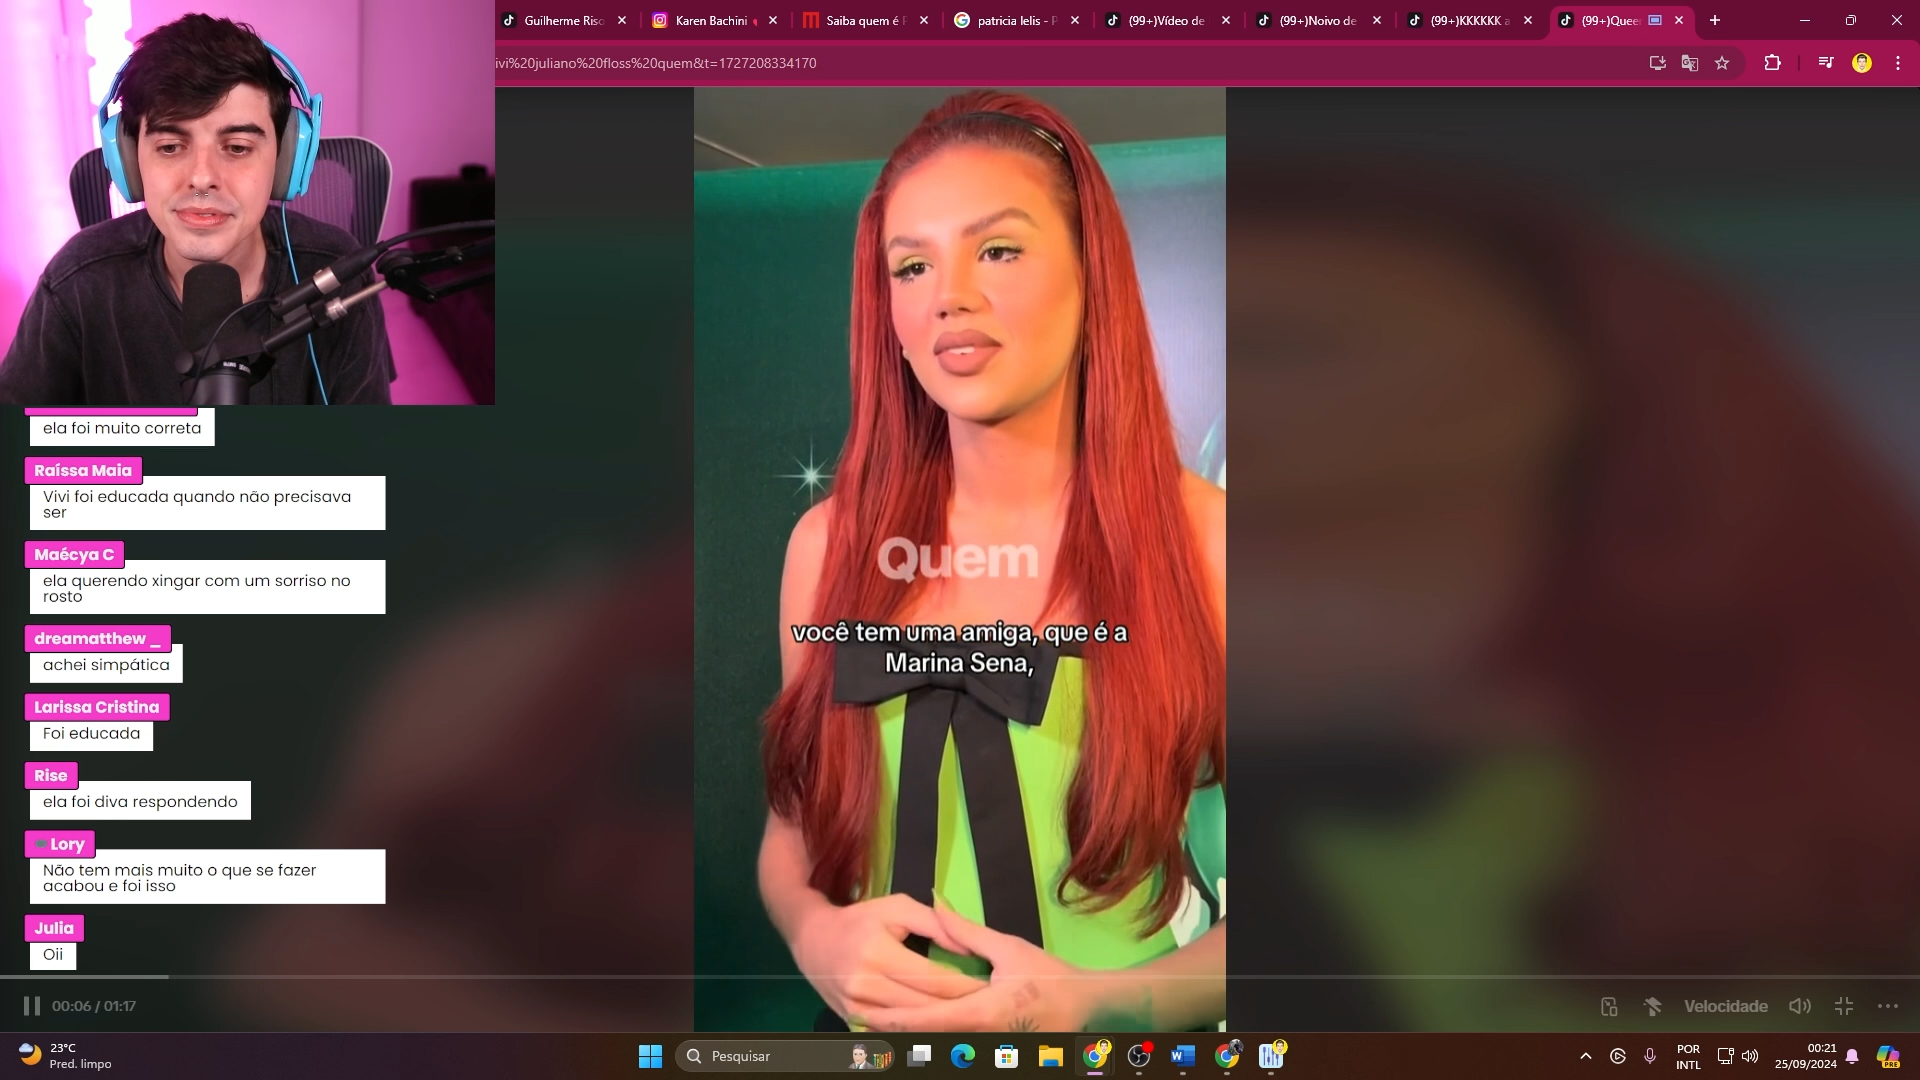 Guilherme Riso
Karen Bachini
Saiba quem é
patricia lelis - P
(99+)Vídeo de
(99+)Noivo de
(99+)KKKKKK a
(99+)Quee
ivi%20juliano%20floss%20quem&t=1727208334170
ela foi muito correta
Raíssa Maia
Vivi foi educada quando não precisava
ser
Maécya C
ela querendo xingar com um sorriso no
rosto
dreamatthew _
achei simpática
Larissa Cristina
Foi educada
Rise
ela foi diva respondendo
Lory
Não tem mais muito o que se fazer
acabou e foi isso
Julia
Oii
Quem
você tem uma amiga, que é a
Marina Sena,
00:06 / 01:17
Velocidade
23°C
Pred. limpo
Pesquisar
POR
INTL
00:21
25/09/2024
PRE